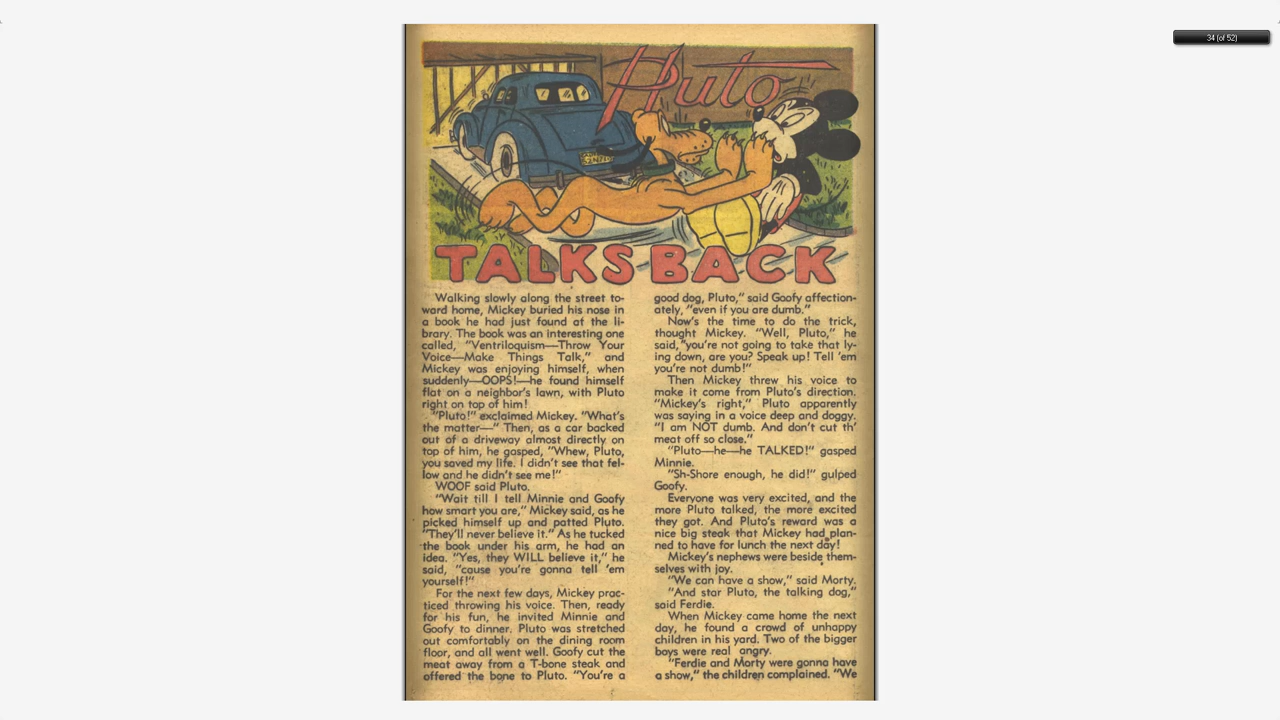 34 (of 52)
Pluto
TALKS BACK
Walking slowly along the street to-
ward home, Mickey buried his nose in
a book he had just found at the li-
brary. The book was an interesting one
called, "Ventriloquism—Throw Your
Voice—Make Things Talk," and
Mickey was enjoying himself, when
suddenly—OOPS!—he found himself
flat on a neighbor's lawn, with Pluto
right on top of him!
"Pluto!" exclaimed Mickey. "What's
the matter—" Then, as a car backed
out of a driveway almost directly on
top of him, he gasped, "Whew, Pluto,
you saved my life. I didn't see that fel-
low and he didn't see me!"
WOOF said Pluto.
"Wait till I tell Minnie and Goofy
how smart you are," Mickey said, as he
picked himself up and patted Pluto.
"They'll never believe it." As he tucked
the book under his arm, he had an
idea. "Yes, they WILL believe it," he
said, "cause you're gonna tell 'em
yourself!"
For the next few days, Mickey prac-
ticed throwing his voice. Then, ready
for his fun, he invited Minnie and
Goofy to dinner. Pluto was stretched
out comfortably on the dining room
floor, and all went well. Goofy cut the
meat away from a T-bone steak and
offered the bone to Pluto. "You're a
good dog, Pluto," said Goofy affection-
ately, "even if you are dumb."
Now's the time to do the trick,
thought Mickey. "Well, Pluto," he
said, "you're not going to take that ly-
ing down, are you? Speak up! Tell 'em
you're not dumb!"
Then Mickey threw his voice to
make it come from Pluto's direction.
"Mickey's right," Pluto apparently
was saying in a voice deep and doggy.
"I am NOT dumb. And don't cut th'
meat off so close."
"Pluto—he—he TALKED!" gasped
Minnie.
"Sh-Shore enough, he did!" gulped
Goofy.
Everyone was very excited, and the
more Pluto talked, the more excited
they got. And Pluto's reward was a
nice big steak that Mickey had plan-
ned to have for lunch the next day!
Mickey's nephews were beside them-
selves with joy.
"We can have a show," said Morty.
"And star Pluto, the talking dog,"
said Ferdie.
When Mickey came home the next
day, he found a crowd of unhappy
children in his yard. Two of the bigger
boys were real angry.
"Ferdie and Morty were gonna have
a show," the children complained. "We